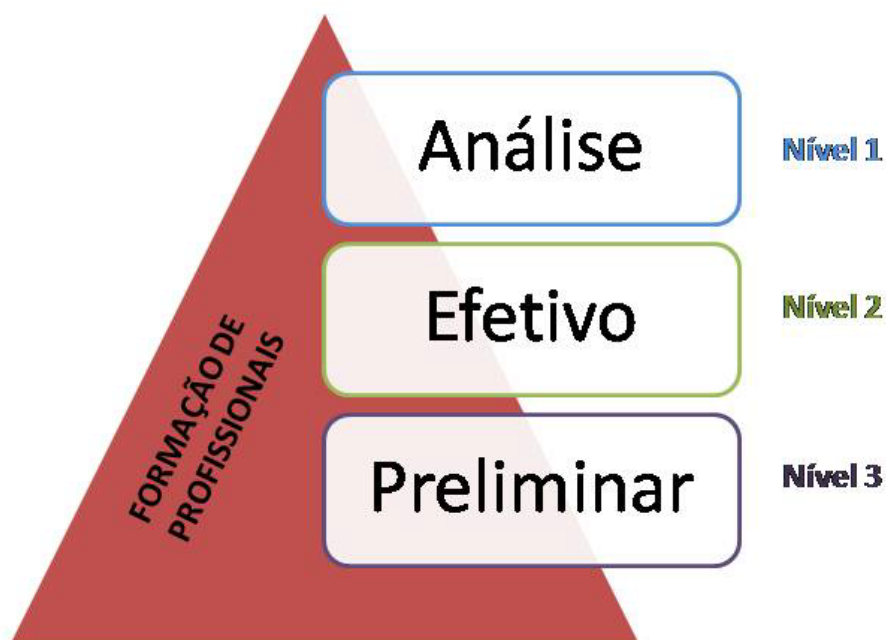 Análise
Nível 1
Efetivo
Nível 2
FORMAÇÃO DE
PROFISSIONAIS
Preliminar
Nível 3